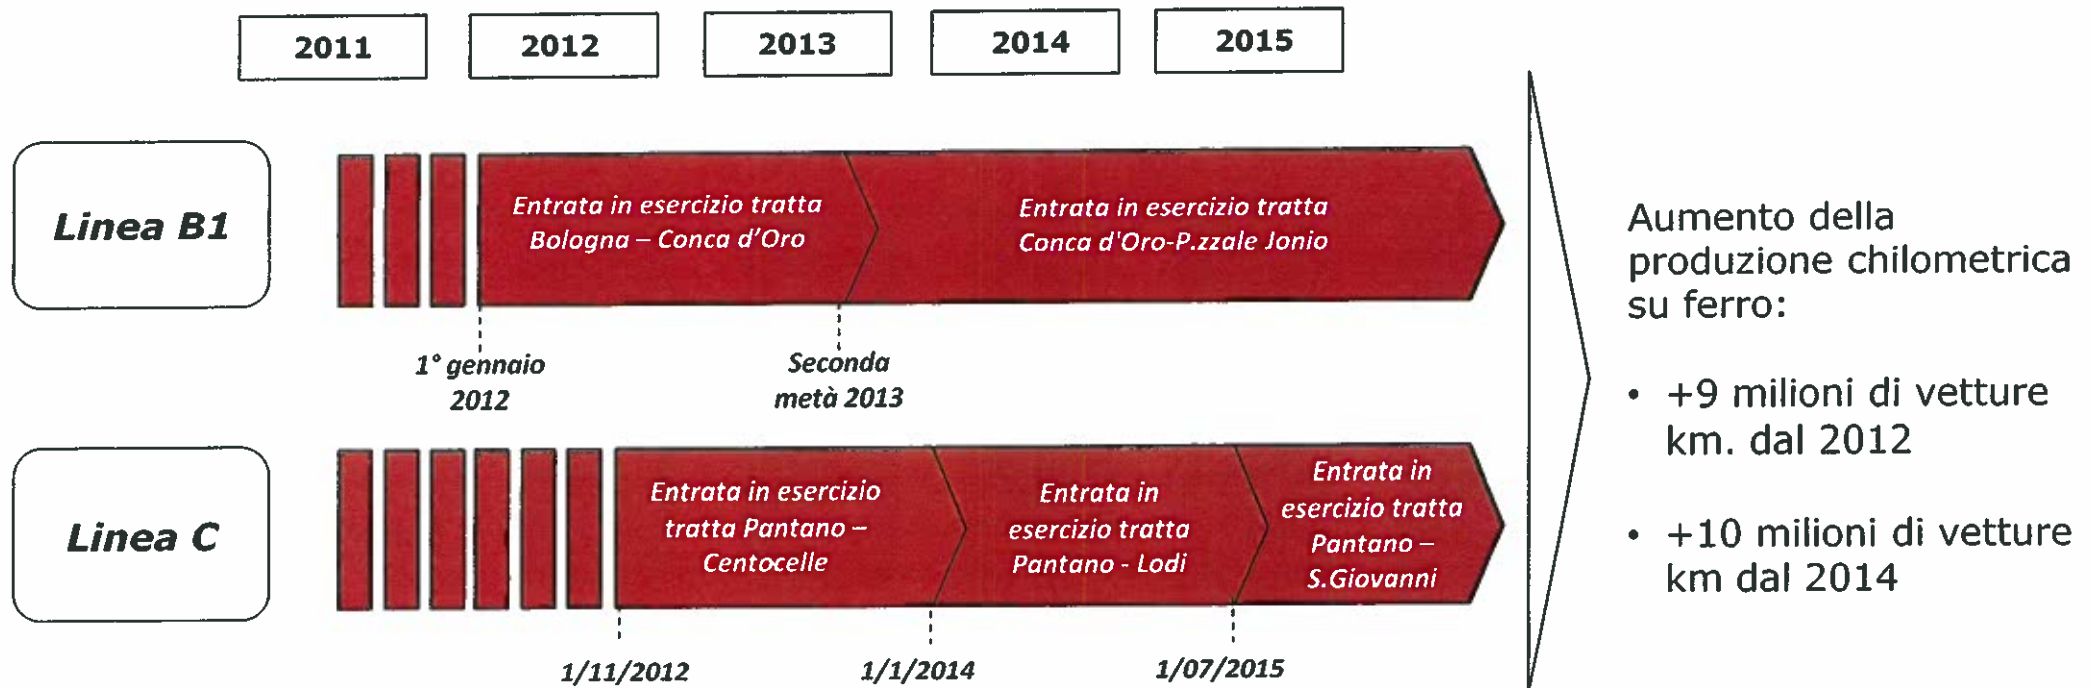 2011
2012
2013
2014
2015
Linea B1
Entrata in esercizio tratta
Bologna – Conca d'Oro
Entrata in esercizio tratta
Conca d'Oro-P.zzale Jonio
1° gennaio
2012
Seconda
metà 2013
Linea C
Entrata in esercizio
tratta Pantano –
Centocelle
Entrata in
esercizio tratta
Pantano - Lodi
Entrata in
esercizio tratta
Pantano –
S.Giovanni
1/11/2012
1/1/2014
1/07/2015
Aumento della
produzione chilometrica
su ferro:
• +9 milioni di vetture
km. dal 2012
• +10 milioni di vetture
km dal 2014